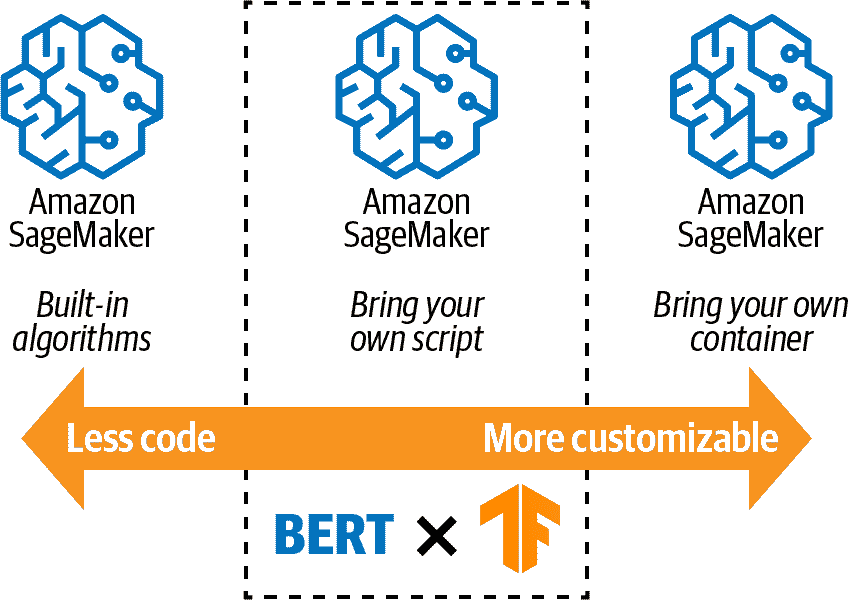 Amazon
SageMaker
Built-in
algorithms
Amazon
SageMaker
Bring your
own script
Amazon
SageMaker
Bring your own
container
Less code
More customizable
BERT ×